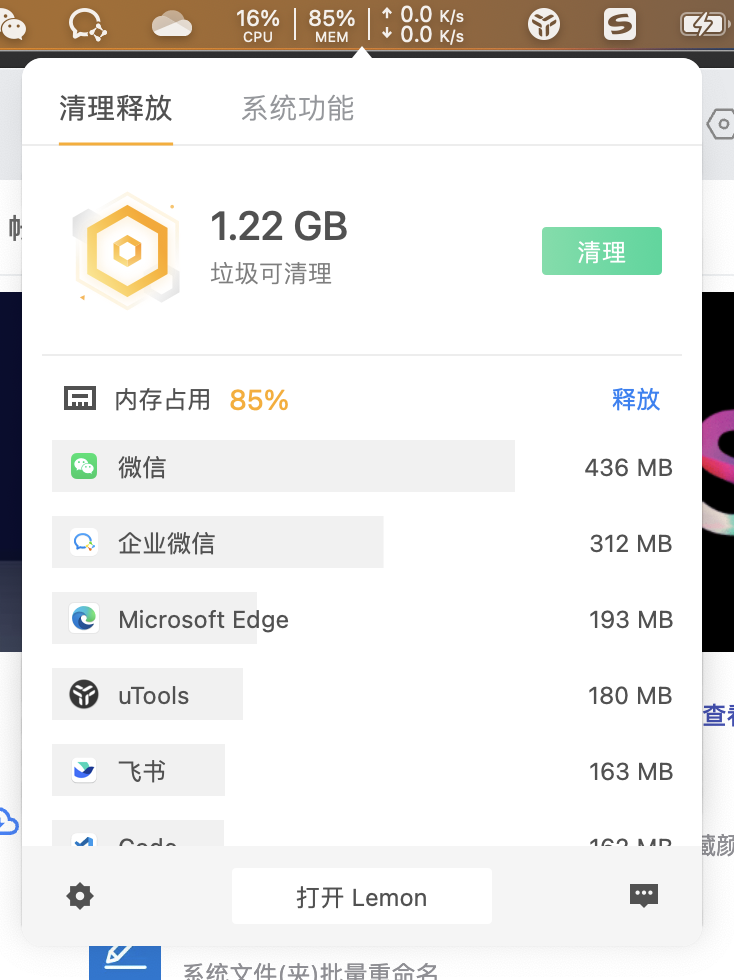 16% 85% 0.0 K/s
CPU MEM 0.0 K/s
清理释放 系统功能
1.22 GB
垃圾可清理
清理
内存占用 85% 释放
微信 436 MB
企业微信 312 MB
Microsoft Edge 193 MB
uTools 180 MB
飞书 163 MB
Code 162 MB
查看
藏颜
打开 Lemon
系统文件(夹)批量重命名